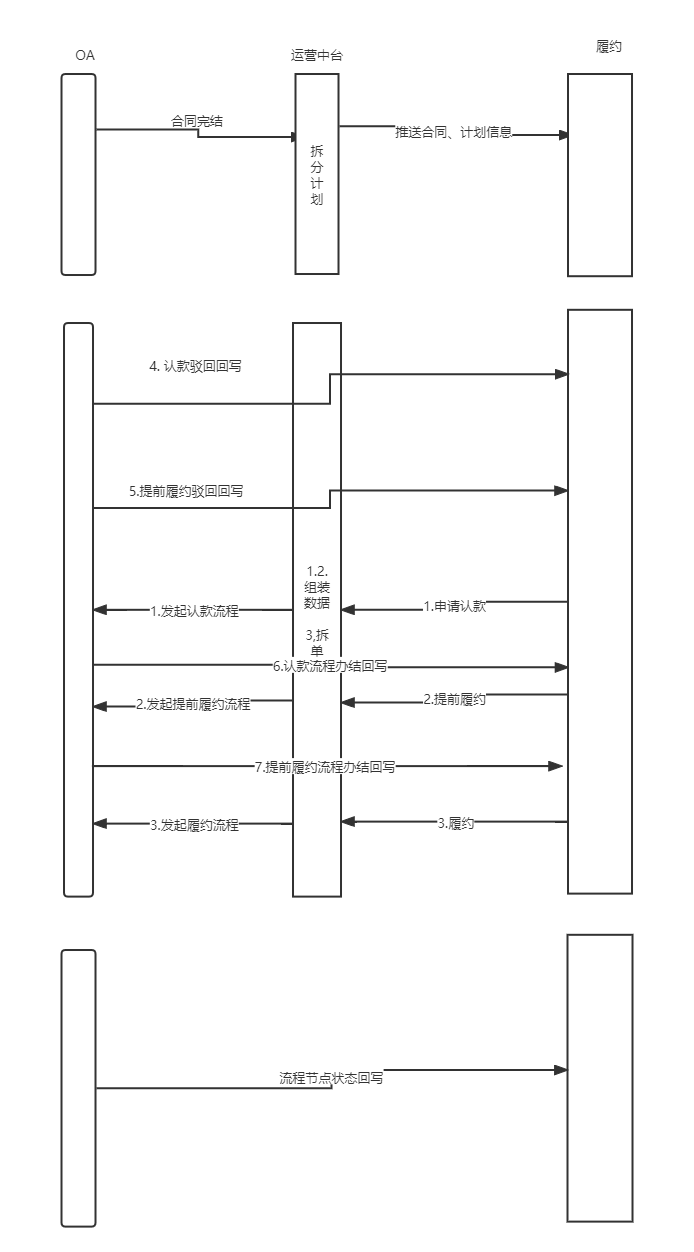 OA
运营中台
履约
合同完结
推送合同、计划信息
拆
分
计
划
4. 认款驳回回写
5.提前履约驳回回写
1.2.
组装
数据
3,拆
单
1.发起认款流程
1.申请认款
6.认款流程办结回写
2.发起提前履约流程
2.提前履约
7.提前履约流程办结回写
3.发起履约流程
3.履约
流程节点状态回写